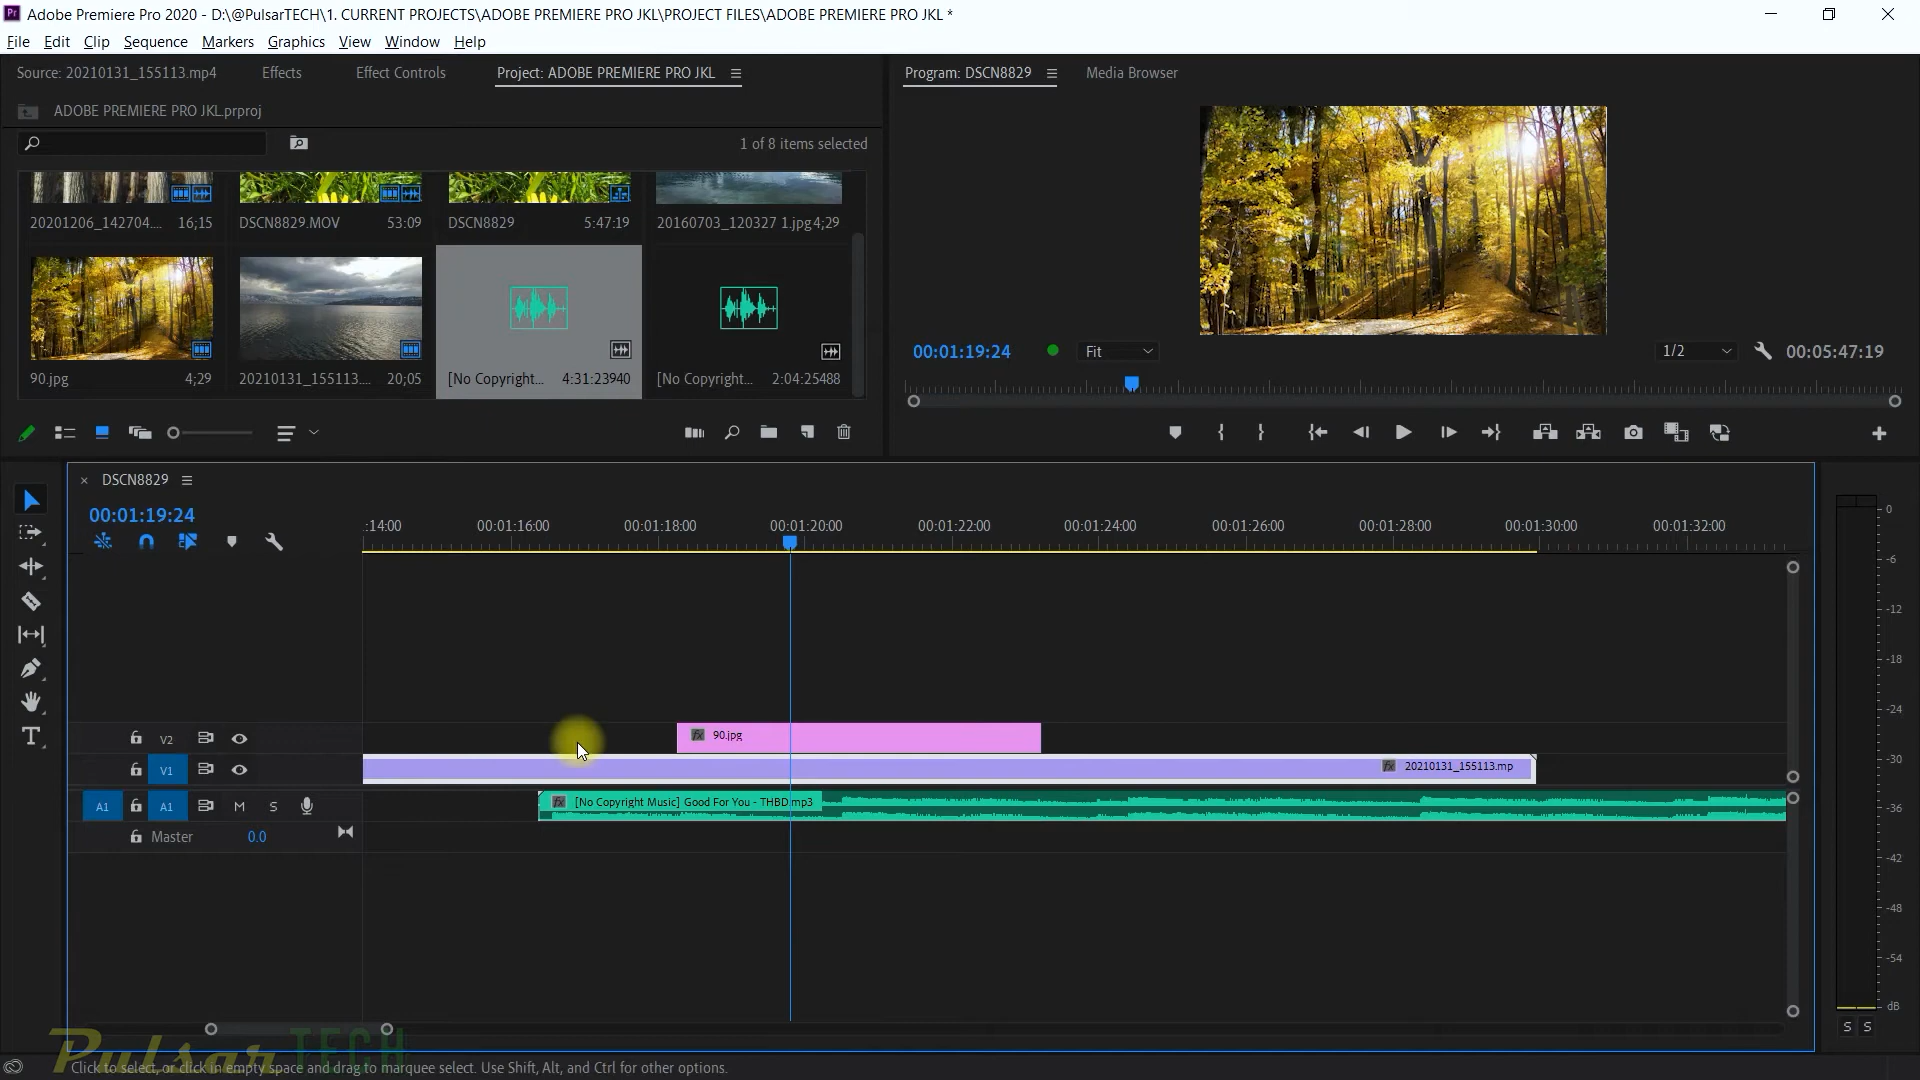 Adobe Premiere Pro 2020 - D:\@PulsarTECH\1. CURRENT PROJECTS\ADOBE PREMIERE PRO JKL\PROJECT FILES\ADOBE PREMIERE PRO JKL *
File Edit Clip Sequence Markers Graphics View Window Help
Source: 20210131_155113.mp4 Effects Effect Controls Project: ADOBE PREMIERE PRO JKL
Program: DSCN8829 Media Browser
ADOBE PREMIERE PRO JKL.prproj
1 of 8 items selected
20201206_142704.... 16;15 DSCN8829.MOV 53:09 DSCN8829 5:47:19 20160703_120327 1.jpg 4;29
90.jpg 4;29 20210131_155113.... 20;05 [No Copyright... 4:31:23940 [No Copyright... 2:04:25488
00:01:19:24 Fit 1/2 00:05:47:19
DSCN8829
00:01:19:24
:14:00 00:01:16:00 00:01:18:00 00:01:20:00 00:01:22:00 00:01:24:00 00:01:26:00 00:01:28:00 00:01:30:00 00:01:32:00
V2 fx 90.jpg
V1 fx 20210131_155113.mp
A1 A1 M S fx [No Copyright Music] Good For You - THBD.mp3
Master 0.0
0
-6
-12
-18
-24
-30
-36
-42
-48
-54
dB
S S
PulsarTECH
Click to select, or click in empty space and drag to marquee select. Use Shift, Alt, and Ctrl for other options.